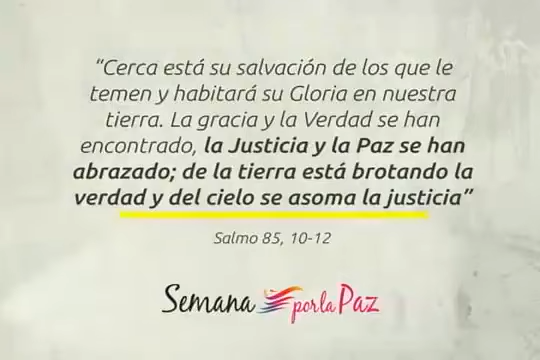 “Cerca está su salvación de los que le
temen y habitará su Gloria en nuestra
tierra. La gracia y la Verdad se han
encontrado, la Justicia y la Paz se han
abrazado; de la tierra está brotando la
verdad y del cielo se asoma la justicia”
Salmo 85, 10-12
Semana por la Paz